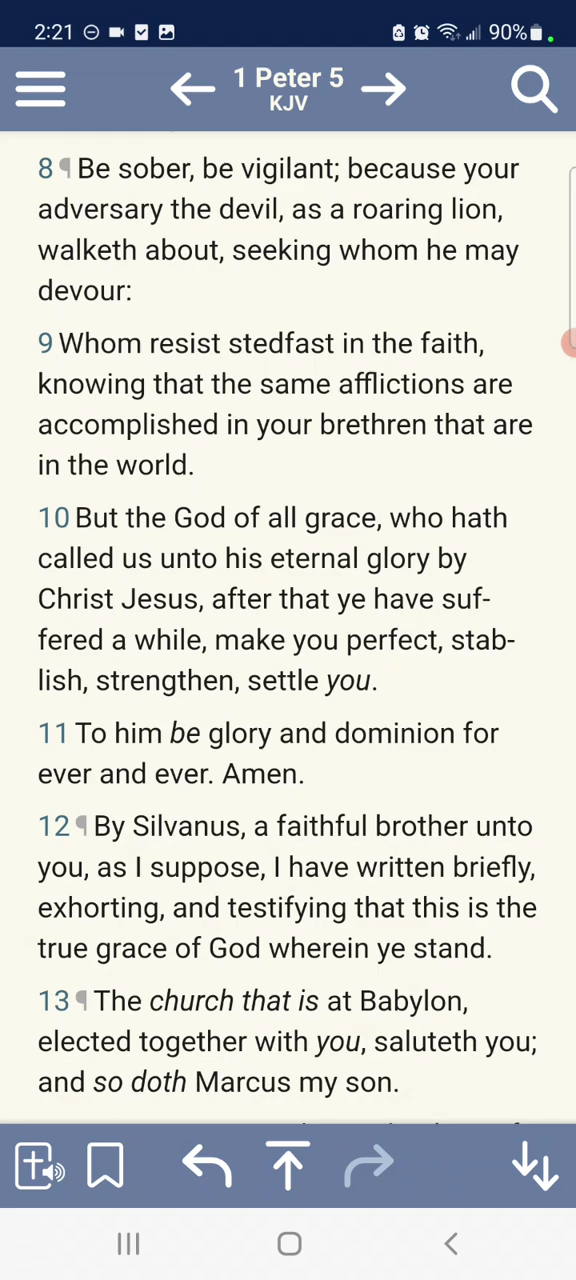 2:21 90%
1 Peter 5
KJV
8 ¶ Be sober, be vigilant; because your
adversary the devil, as a roaring lion,
walketh about, seeking whom he may
devour:
9 Whom resist stedfast in the faith,
knowing that the same afflictions are
accomplished in your brethren that are
in the world.
10 But the God of all grace, who hath
called us unto his eternal glory by
Christ Jesus, after that ye have suf-
fered a while, make you perfect, stab-
lish, strengthen, settle you.
11 To him be glory and dominion for
ever and ever. Amen.
12 ¶ By Silvanus, a faithful brother unto
you, as I suppose, I have written briefly,
exhorting, and testifying that this is the
true grace of God wherein ye stand.
13 ¶ The church that is at Babylon,
elected together with you, saluteth you;
and so doth Marcus my son.